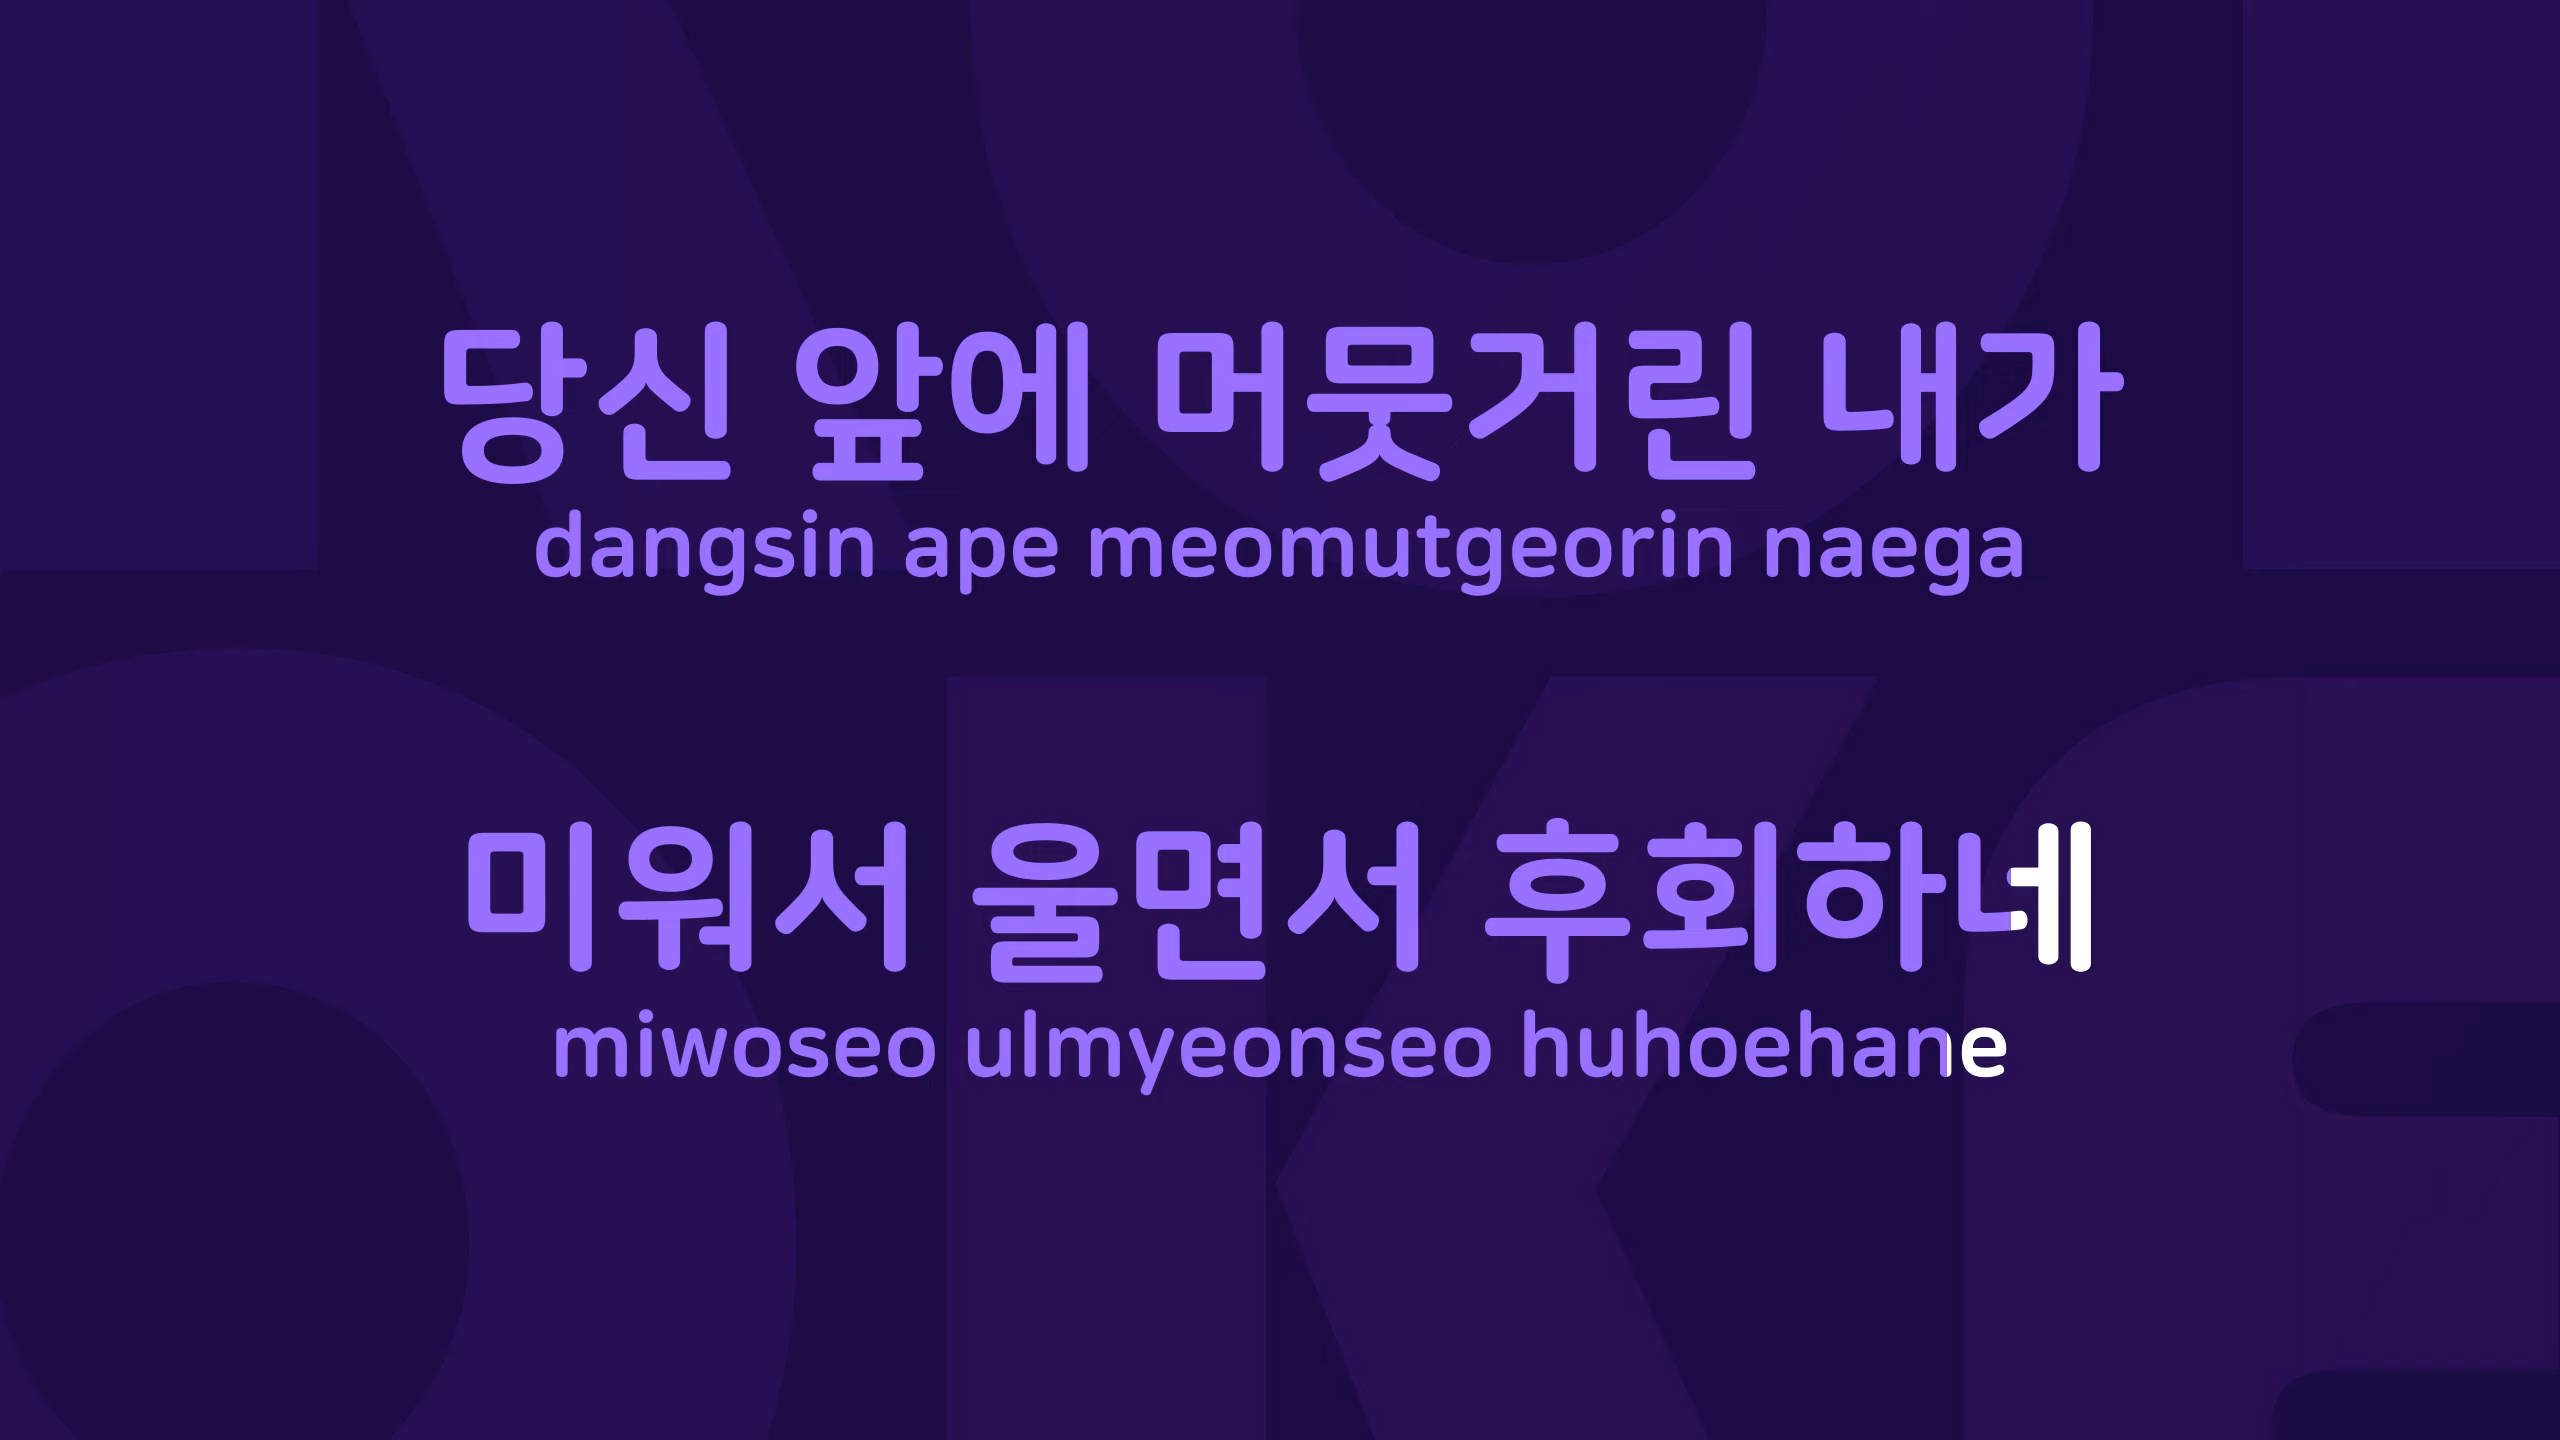 당신 앞에 머뭇거린 내가
dangsin ape meomutgeorin naega
미워서 울면서 후회하네
miwoseo ulmyeonseo huhoehane